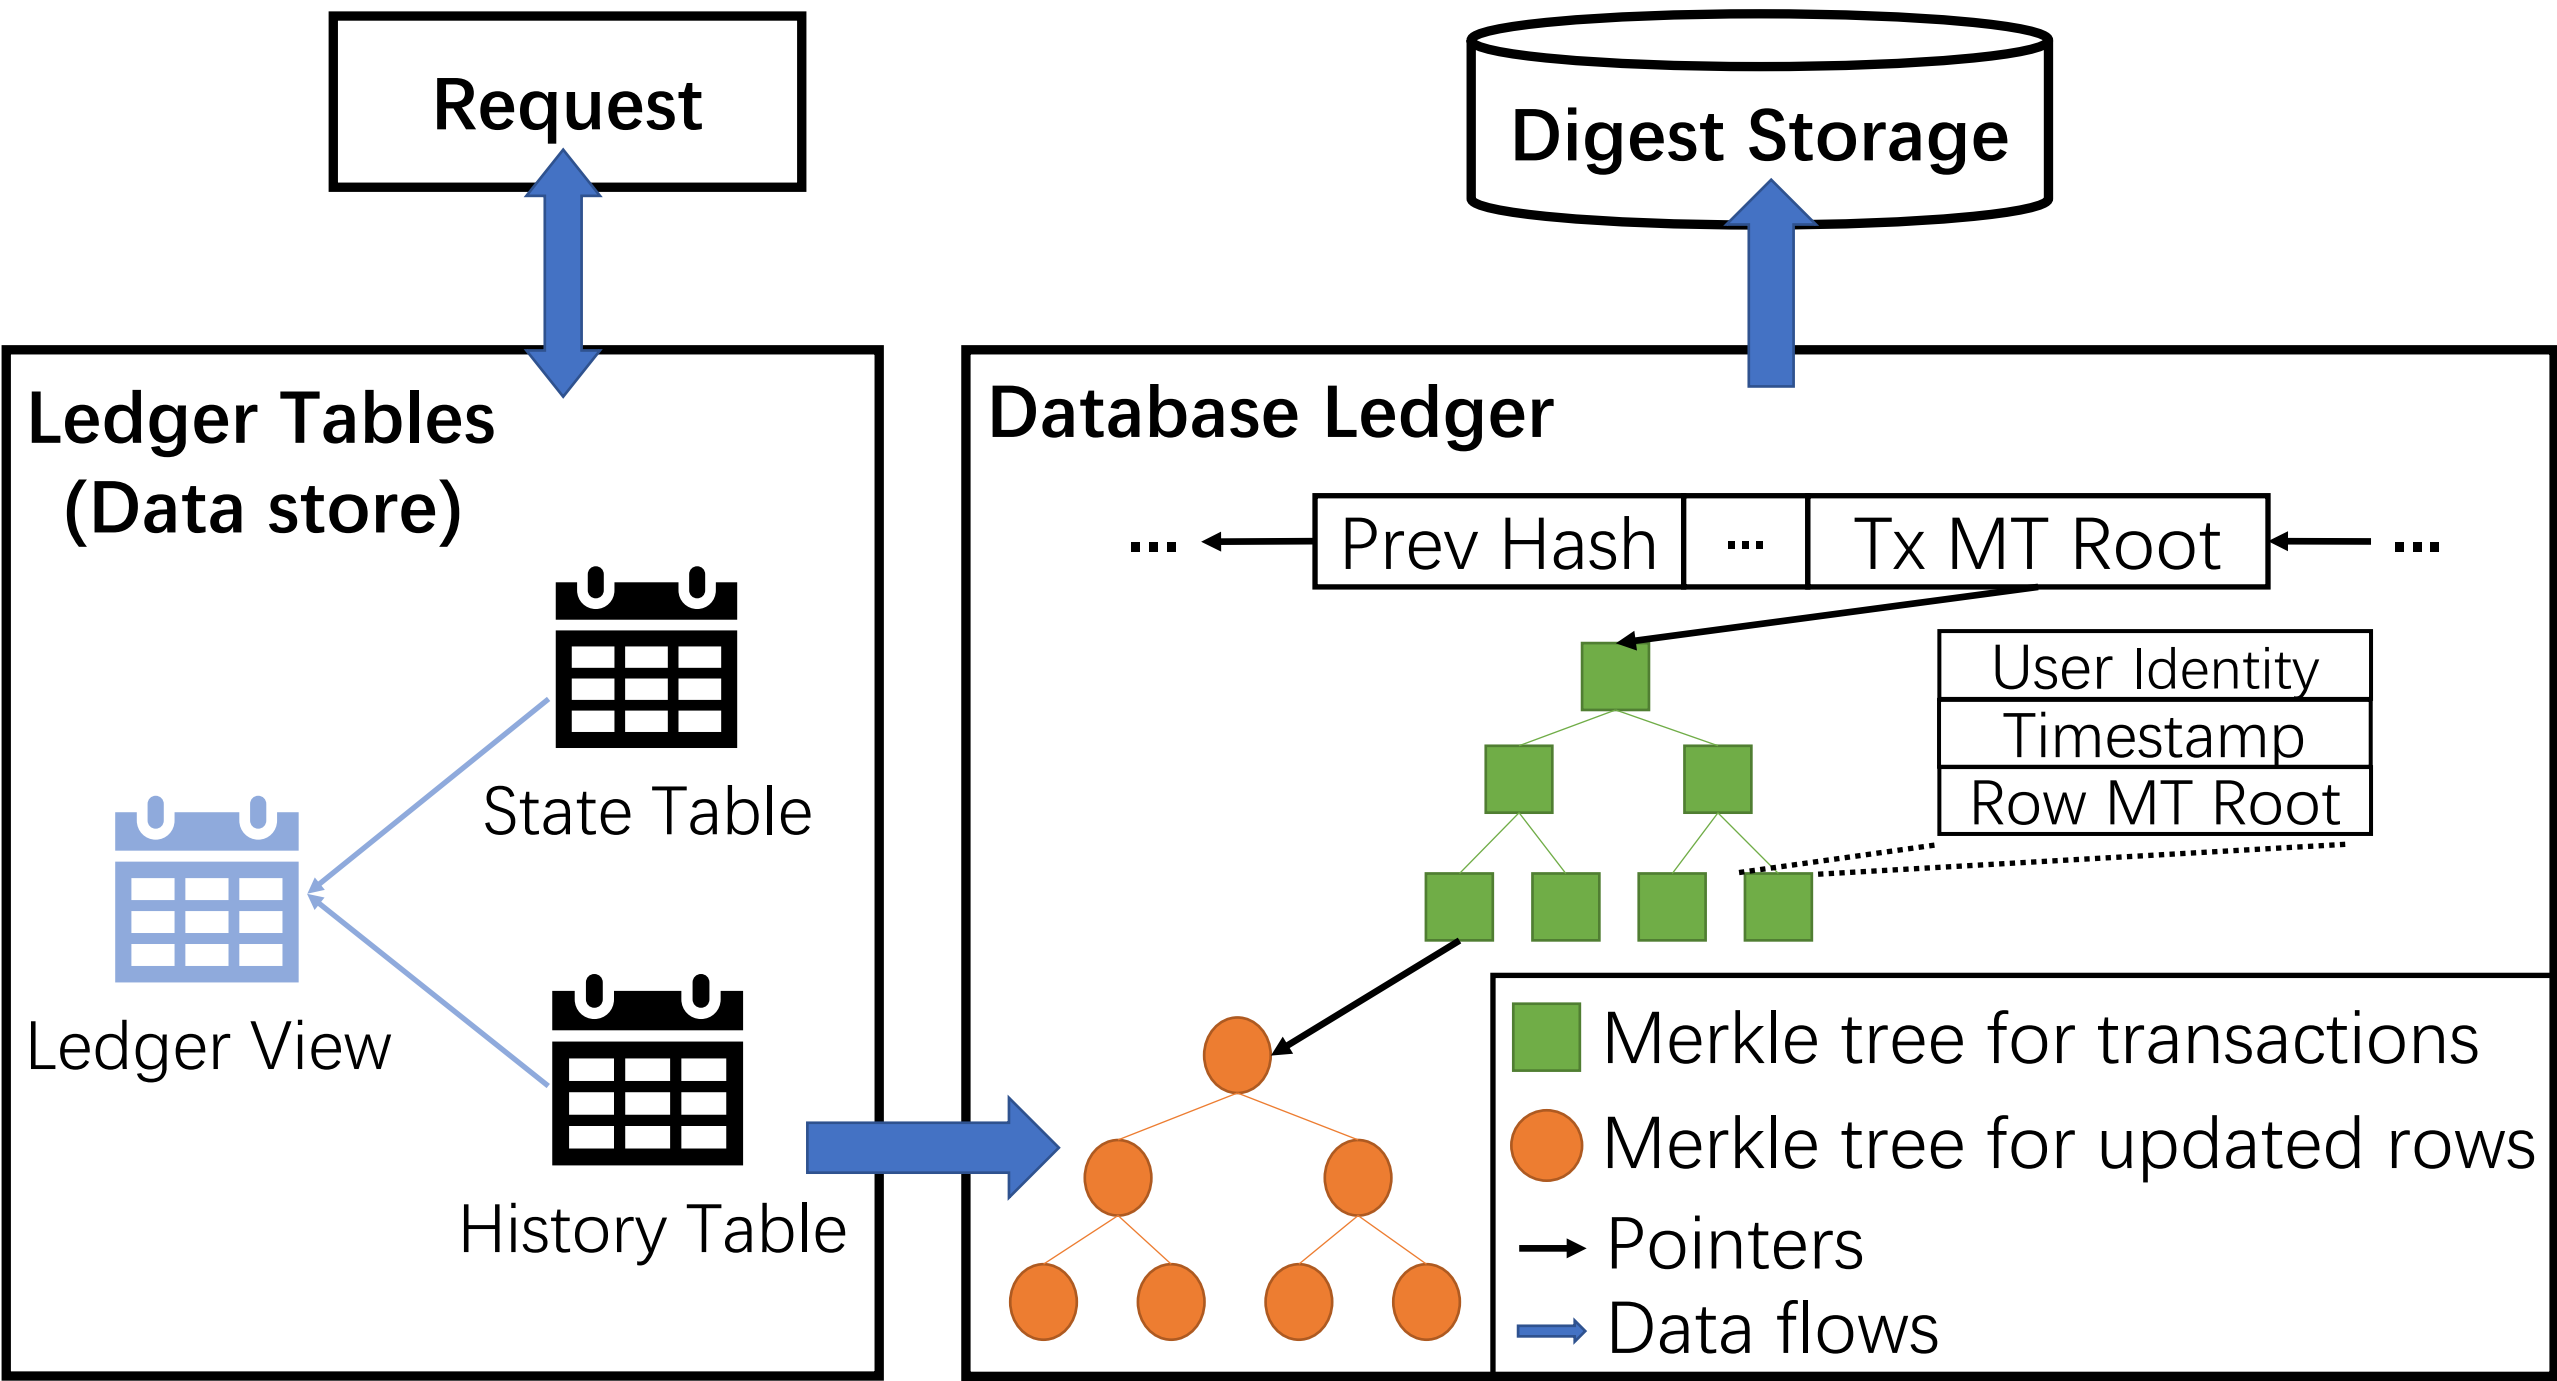 Request
Digest Storage
Ledger Tables
(Data store)
State Table
Ledger View
History Table
Database Ledger
... Prev Hash ... Tx MT Root ...
User Identity
Timestamp
Row MT Root
Merkle tree for transactions
Merkle tree for updated rows
Pointers
Data flows